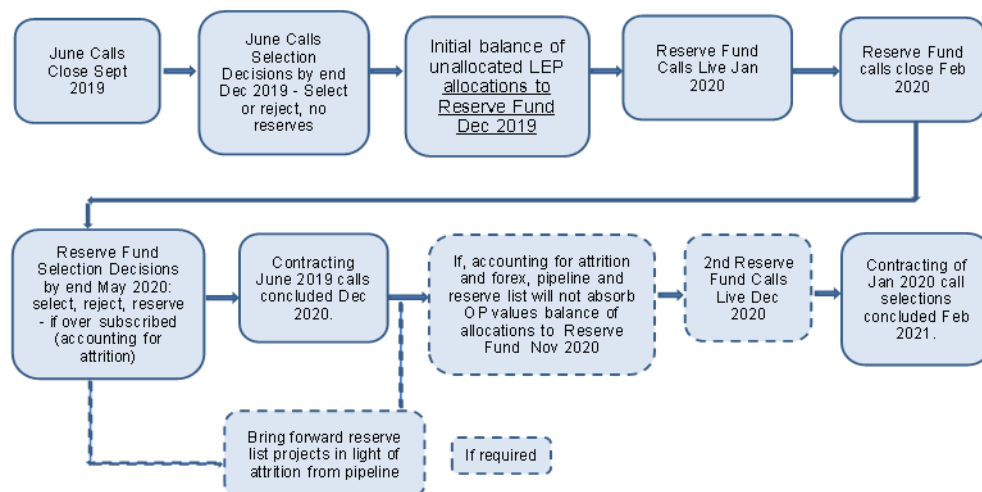 June Calls
Close Sept
2019
June Calls
Selection
Decisions by end
Dec 2019 - Select
or reject, no
reserves
Initial balance of
unallocated LEP
allocations to
Reserve Fund
Dec 2019
Reserve Fund
Calls Live Jan
2020
Reserve Fund
calls close Feb
2020
Reserve Fund
Selection Decisions
by end May 2020:
select, reject, reserve
- if over subscribed
(accounting for
attrition)
Contracting
June 2019 calls
concluded Dec
2020.
If, accounting for attrition
and forex, pipeline and
reserve list will not absorb
OP values balance of
allocations to Reserve
Fund Nov 2020
2nd Reserve
Fund Calls
Live Dec
2020
Contracting of
Jan 2020 call
selections
concluded Feb
2021.
Bring forward reserve
list projects in light of
attrition from pipeline
If required